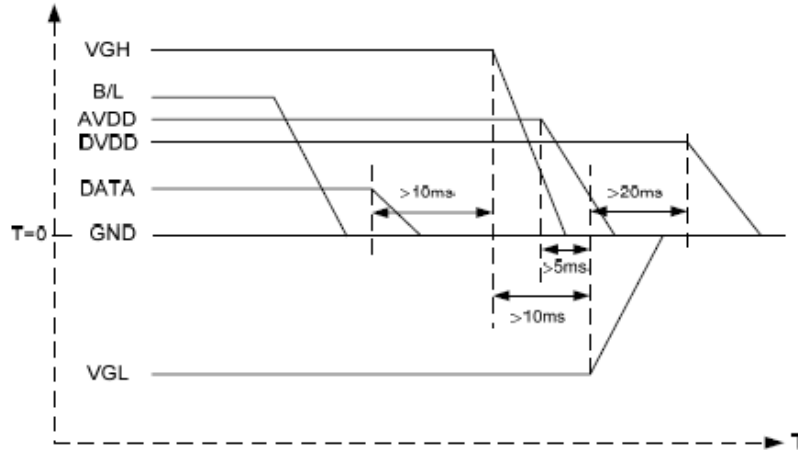 VGH
B/L
AVDD
DVDD
DATA
>10ms
>20ms
T=0
GND
>5ms
>10ms
VGL
T